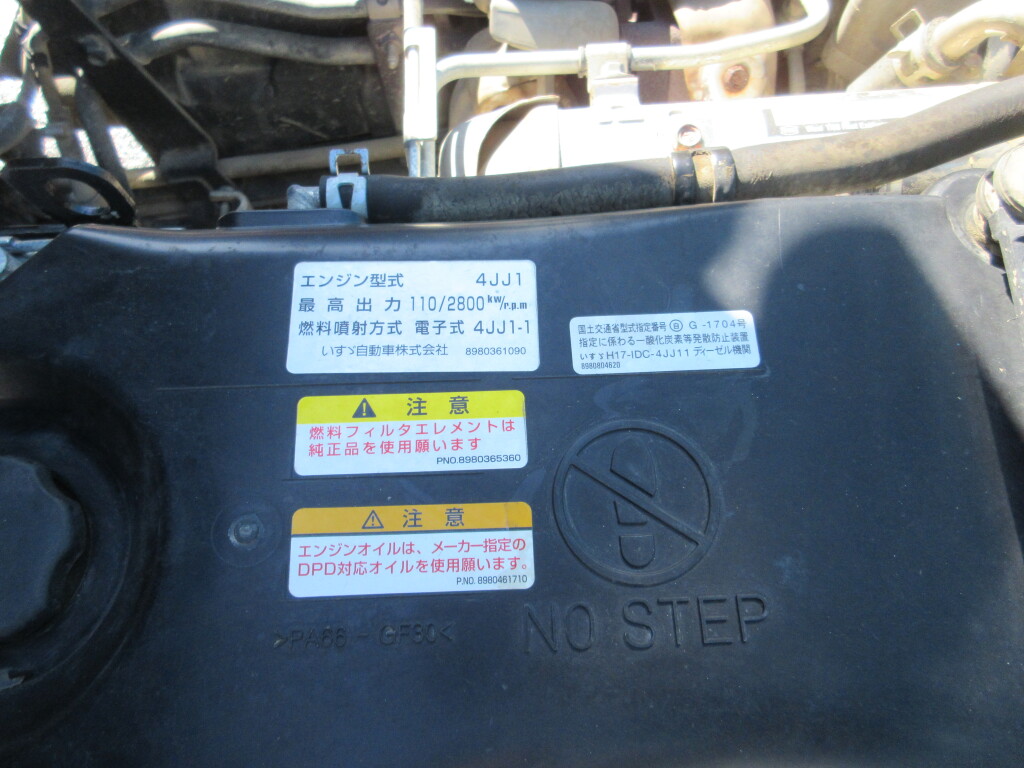 エンジン型式 4JJ1
最高出力 110/2800kW/r.p.m
燃料噴射方式 電子式 4JJ1-1
いすゞ自動車株式会社 8980361090
国土交通省型式指定番号 Ⓑ G -1704号
指定に係わる一酸化炭素等発散防止装置
いすゞH17-IDC-4JJ11 ディーゼル機関
8980804620
注意
燃料フィルタエレメントは
純正品を使用願います
PNO.8980365360
注意
エンジンオイルは、メーカー指定の
DPD対応オイルを使用願います。
P.NO. 8980461710
NO STEP
>PA66 - GF30<